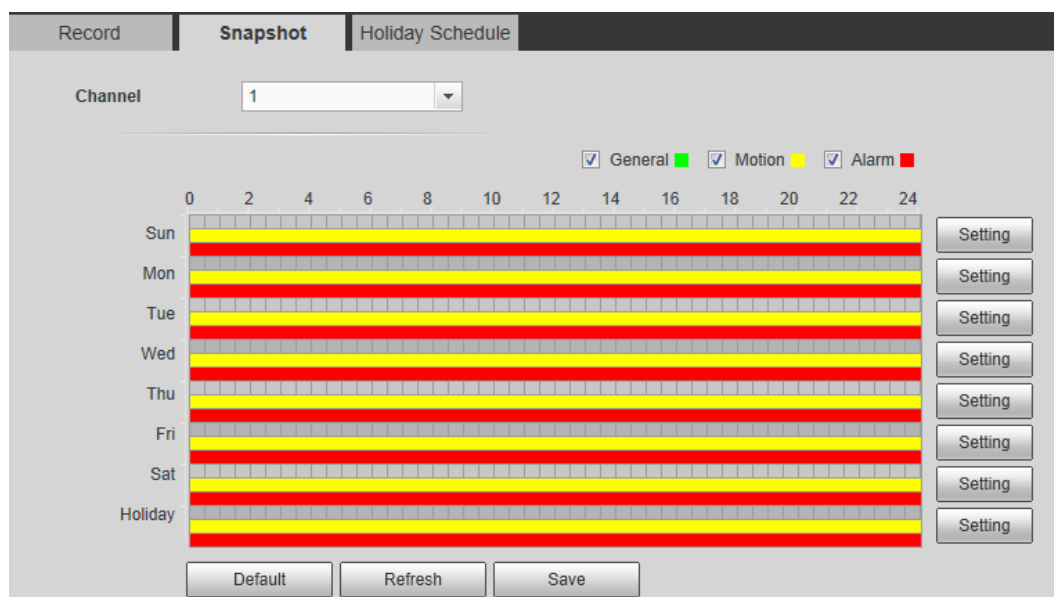 Record Snapshot Holiday Schedule
Channel 1
General Motion Alarm
0 2 4 6 8 10 12 14 16 18 20 22 24
Sun Setting
Mon Setting
Tue Setting
Wed Setting
Thu Setting
Fri Setting
Sat Setting
Holiday Setting
Default Refresh Save